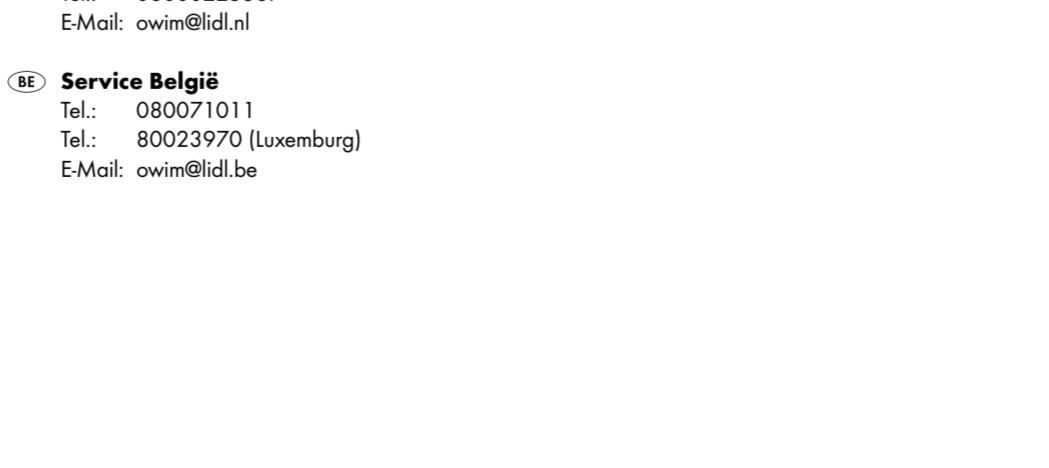 E-Mail: owim@lidl.nl
BE Service België
Tel.: 080071011
Tel.: 80023970 (Luxemburg)
E-Mail: owim@lidl.be